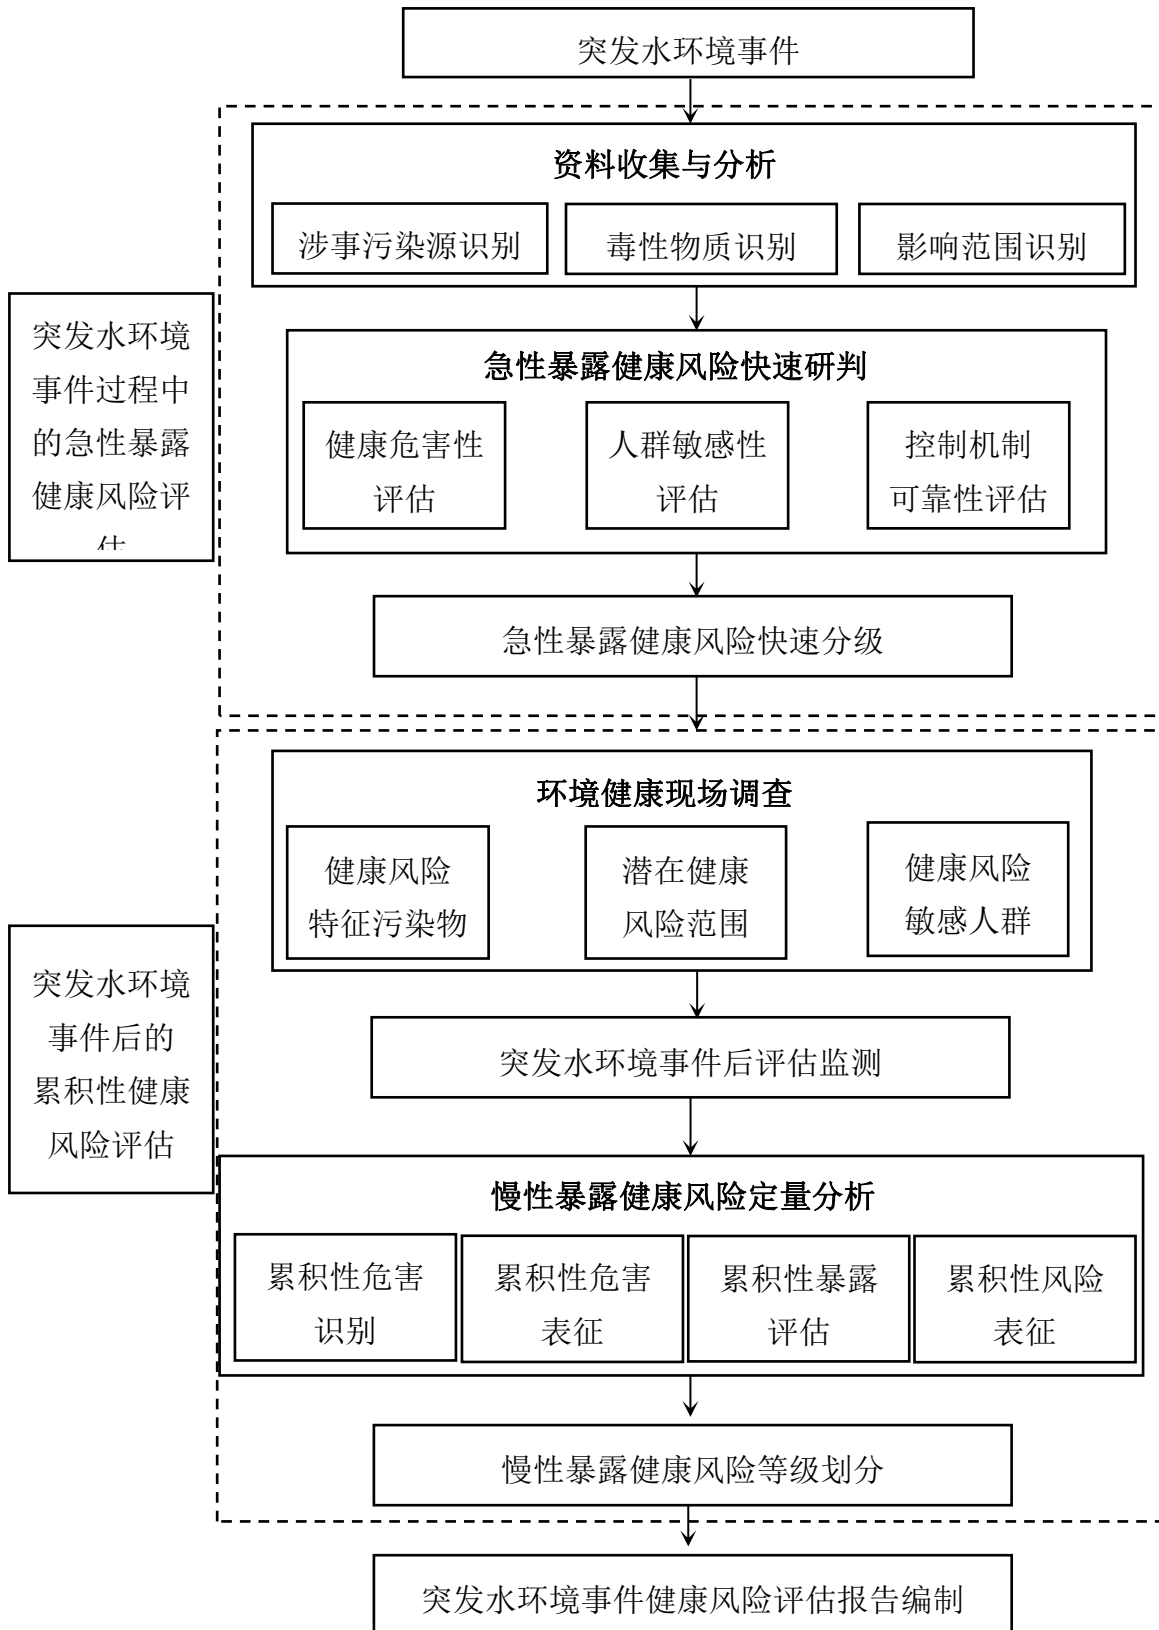 突发水环境事件
资料收集与分析
涉事污染源识别
毒性物质识别
影响范围识别
突发水环境
事件过程中
的急性暴露
健康风险评
估
急性暴露健康风险快速研判
健康危害性
评估
人群敏感性
评估
控制机制
可靠性评估
急性暴露健康风险快速分级
环境健康现场调查
健康风险
特征污染物
潜在健康
风险范围
健康风险
敏感人群
突发水环境
事件后的
累积性健康
风险评估
突发水环境事件后评估监测
慢性暴露健康风险定量分析
累积性危害
识别
累积性危害
表征
累积性暴露
评估
累积性风险
表征
慢性暴露健康风险等级划分
突发水环境事件健康风险评估报告编制